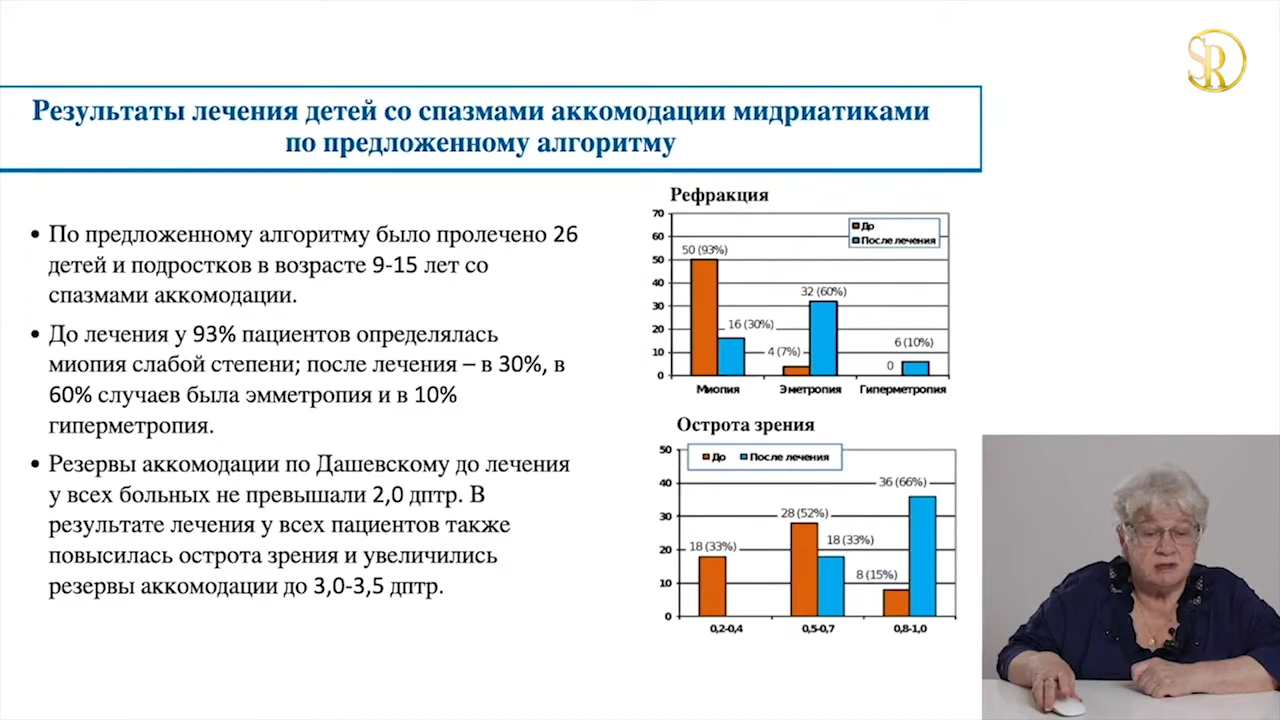 SR
Результаты лечения детей со спазмами аккомодации мидриатиками
по предложенному алгоритму
• По предложенному алгоритму было пролечено 26
детей и подростков в возрасте 9-15 лет со
спазмами аккомодации.
• До лечения у 93% пациентов определялась
миопия слабой степени; после лечения – в 30%, в
60% случаев была эмметропия и в 10%
гиперметропия.
• Резервы аккомодации по Дашевскому до лечения
у всех больных не превышали 2,0 дптр. В
результате лечения у всех пациентов также
повысилась острота зрения и увеличились
резервы аккомодации до 3,0-3,5 дптр.
Рефракция
70
60
50
40
30
20
10
0
До
После лечения
50 (93%)
16 (30%)
4 (7%)
32 (60%)
0
6 (10%)
Миопия
Эметропия
Гиперметропия
Острота зрения
50
40
30
20
10
0
До
После лечения
18 (33%)
28 (52%)
18 (33%)
8 (15%)
36 (66%)
0,2-0,4
0,5-0,7
0,8-1,0